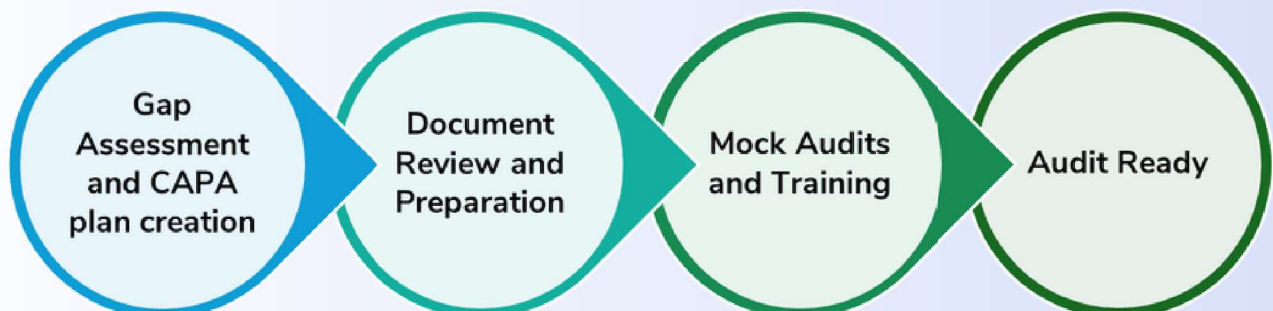 Gap
Assessment
and CAPA
plan creation
Document
Review and
Preparation
Mock Audits
and Training
Audit Ready